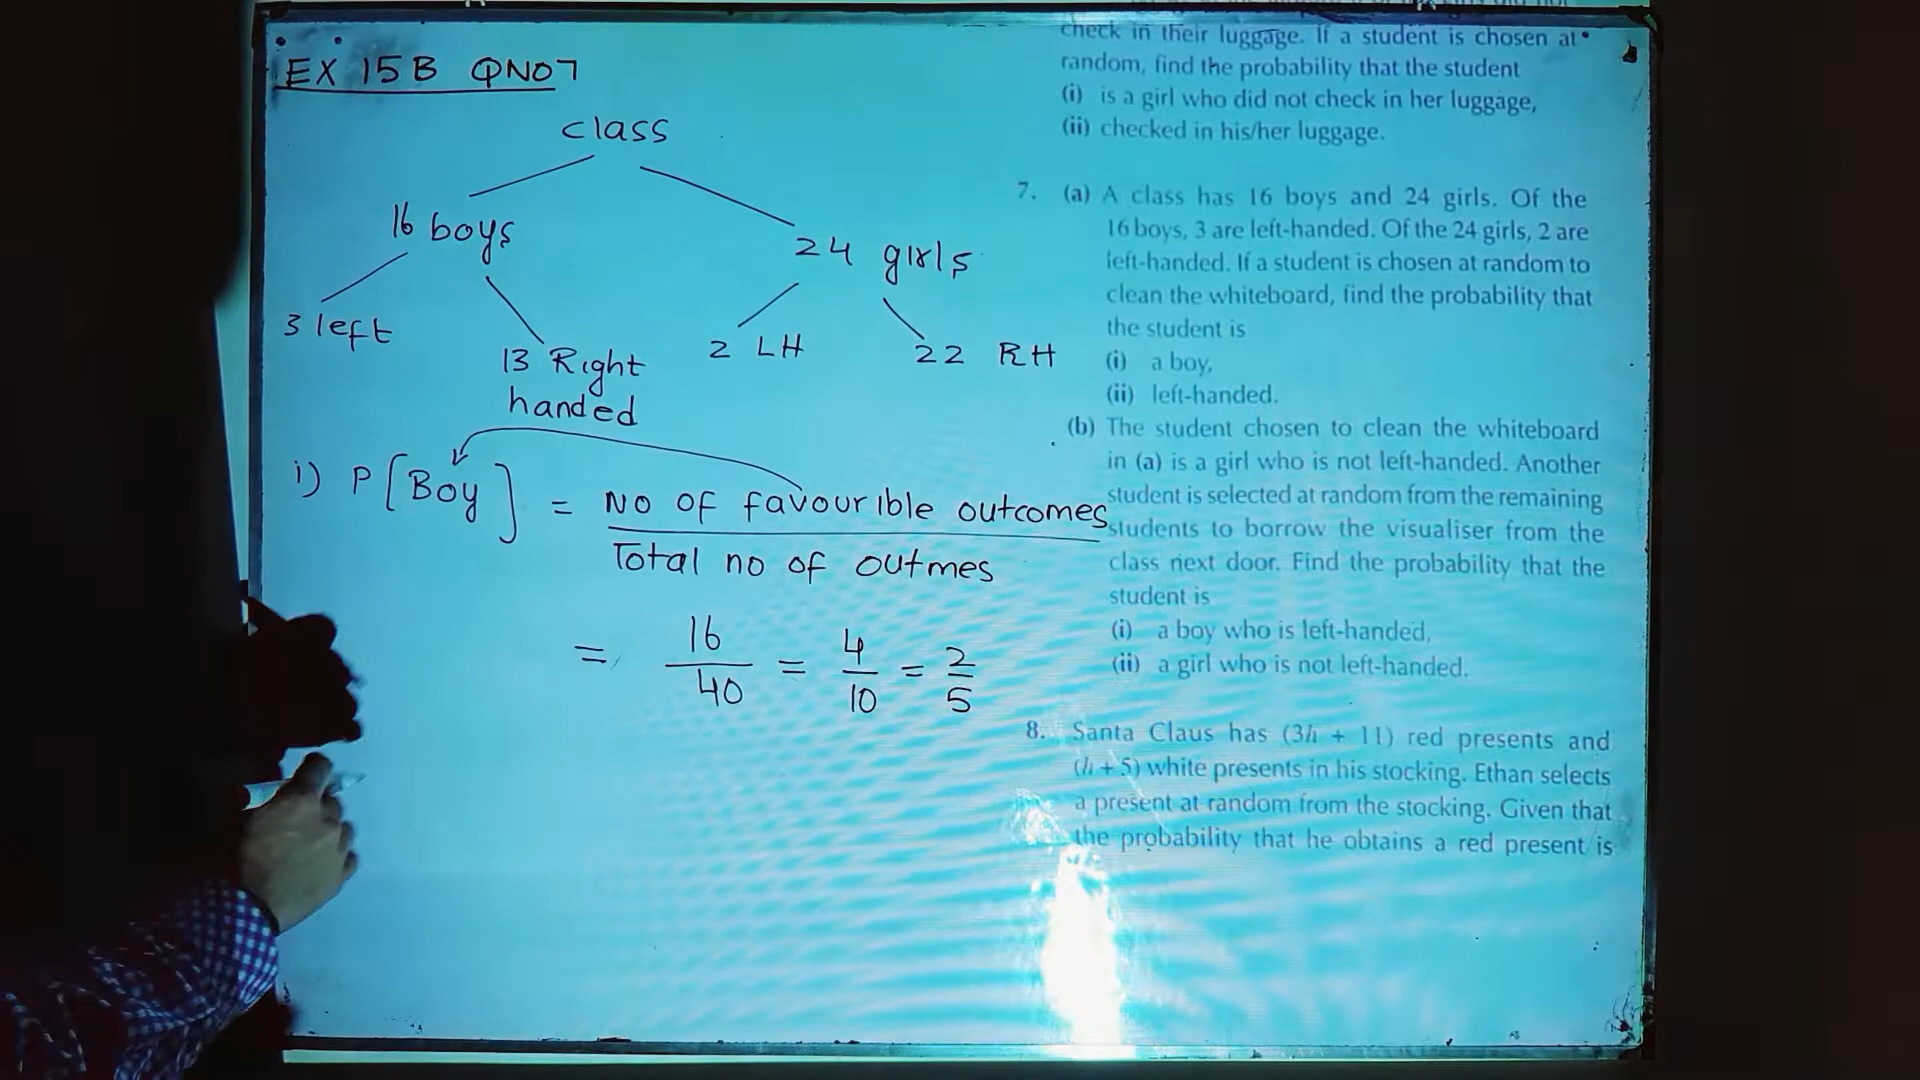 EX 15B QNO7
class
16 boys
24 girls
3 left
13 Right
handed
2 LH
22 RH
i) P[Boy] = NO OF favourible outcomes
Total no of outmes
= 16/40 = 4/10 = 2/5
check in their luggage. If a student is chosen at
random, find the probability that the student
(i) is a girl who did not check in her luggage,
(ii) checked in his/her luggage.
7. (a) A class has 16 boys and 24 girls. Of the
16 boys, 3 are left-handed. Of the 24 girls, 2 are
left-handed. If a student is chosen at random to
clean the whiteboard, find the probability that
the student is
(i) a boy,
(ii) left-handed.
(b) The student chosen to clean the whiteboard
in (a) is a girl who is not left-handed. Another
student is selected at random from the remaining
students to borrow the visualiser from the
class next door. Find the probability that the
student is
(i) a boy who is left-handed,
(ii) a girl who is not left-handed.
8. Santa Claus has (3h + 11) red presents and
(h + 5) white presents in his stocking. Ethan selects
a present at random from the stocking. Given that
the probability that he obtains a red present is